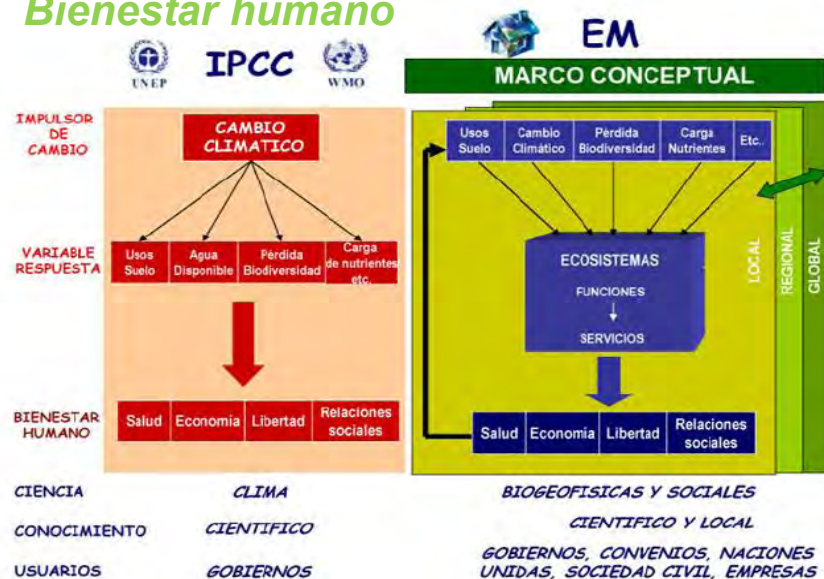 Bienestar humano
UNEP
IPCC
WMO
EM
MARCO CONCEPTUAL
IMPULSOR
DE
CAMBIO
CAMBIO
CLIMATICO
VARIABLE
RESPUESTA
Usos
Suelo
Agua
Disponible
Pérdida
Biodiversidad
Carga
de nutrientes
etc.
BIENESTAR
HUMANO
Salud
Economía
Libertad
Relaciones
sociales
Usos
Suelo
Cambio
Climático
Pérdida
Biodiversidad
Carga
Nutrientes
Etc..
ECOSISTEMAS
FUNCIONES
SERVICIOS
Salud
Economía
Libertad
Relaciones
sociales
LOCAL
REGIONAL
GLOBAL
CIENCIA
CLIMA
BIOGEOFISICAS Y SOCIALES
CONOCIMIENTO
CIENTIFICO
CIENTIFICO Y LOCAL
USUARIOS
GOBIERNOS
GOBIERNOS, CONVENIOS, NACIONES
UNIDAS, SOCIEDAD CIVIL, EMPRESAS